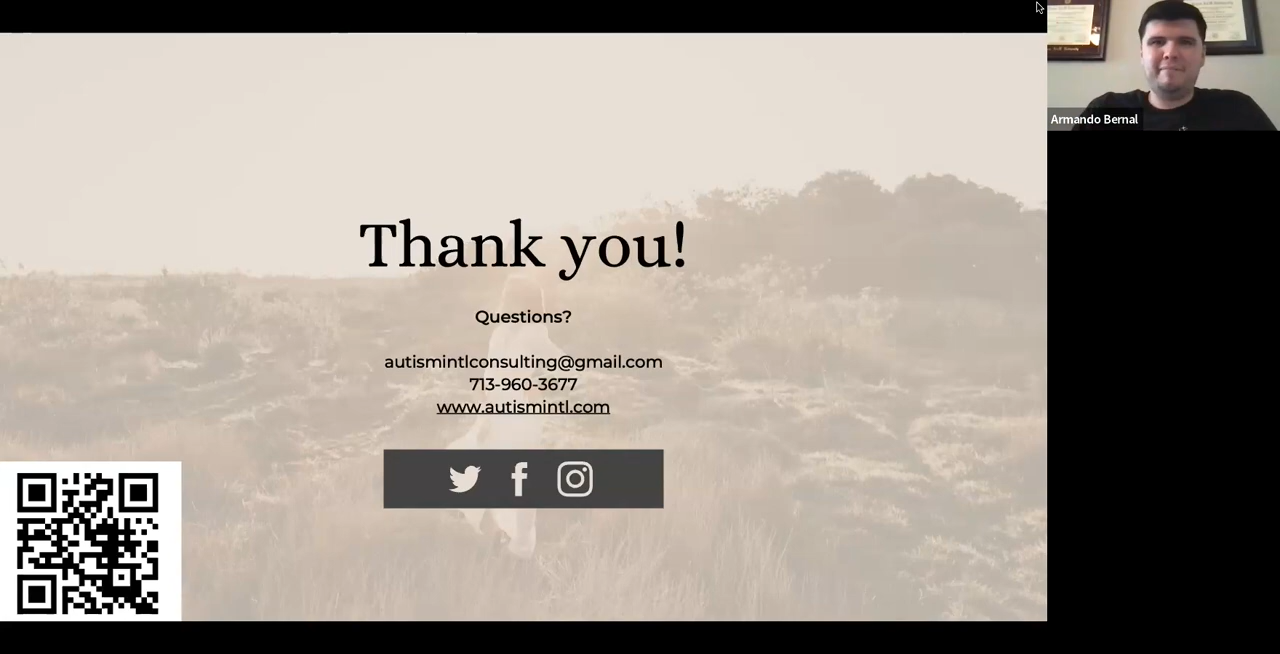 Thank you!
Questions?
autismintlconsulting@gmail.com
713-960-3677
www.autismintl.com
Armando Bernal